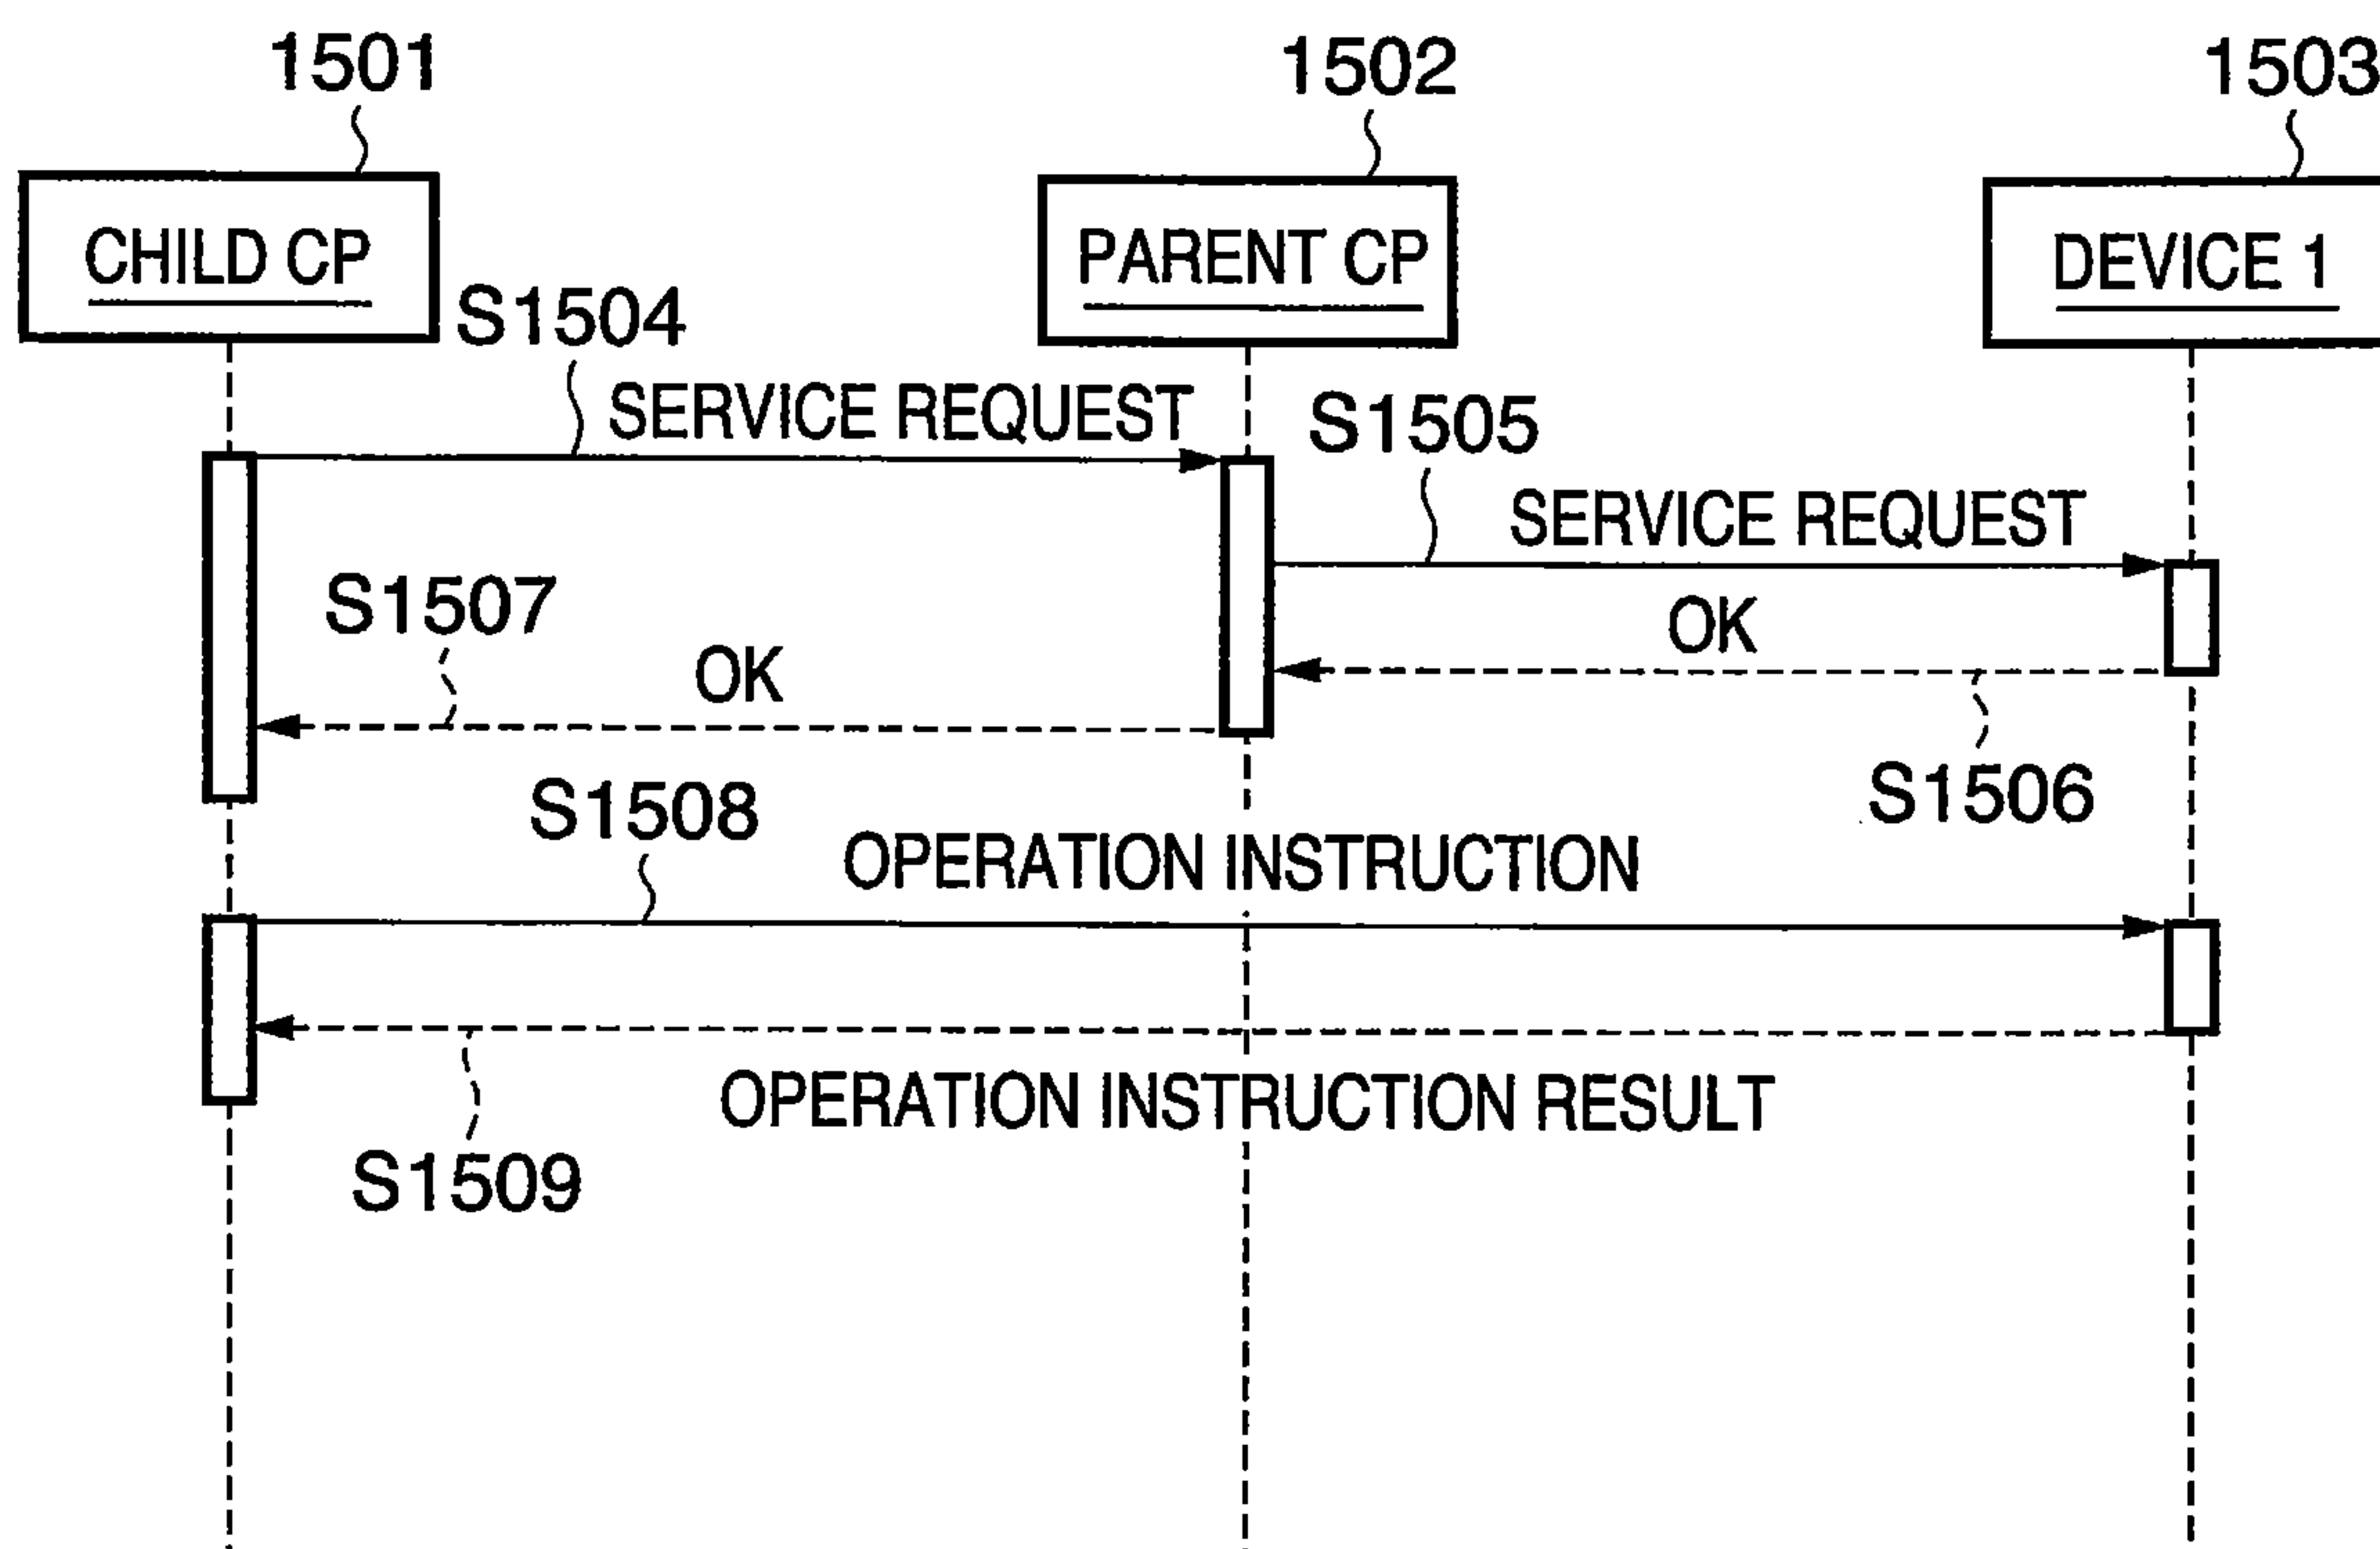 1501
1502
1503
CHILD CP
PARENT CP
DEVICE 1
S1504
SERVICE REQUEST
S1505
SERVICE REQUEST
S1507
OK
OK
S1506
S1508
OPERATION INSTRUCTION
OPERATION INSTRUCTION RESULT
S1509